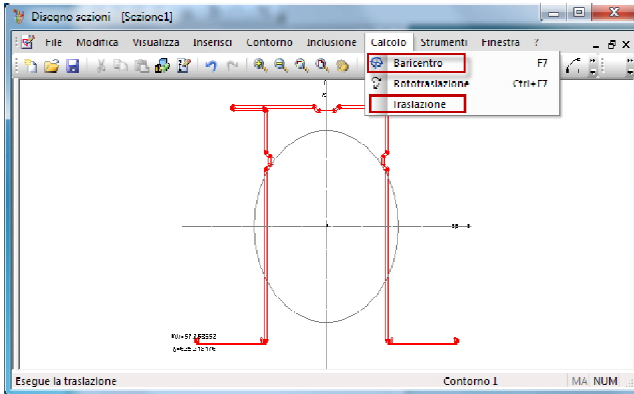 Disegno sezioni [Sezione1]
File Modifica Visualizza Inserisci Contorno Inclusione Calcolo Strumenti Finestra ?
Baricentro F7
Rototraslazione Ctrl+F7
Traslazione
Esegue la traslazione Contorno 1 MA NUM